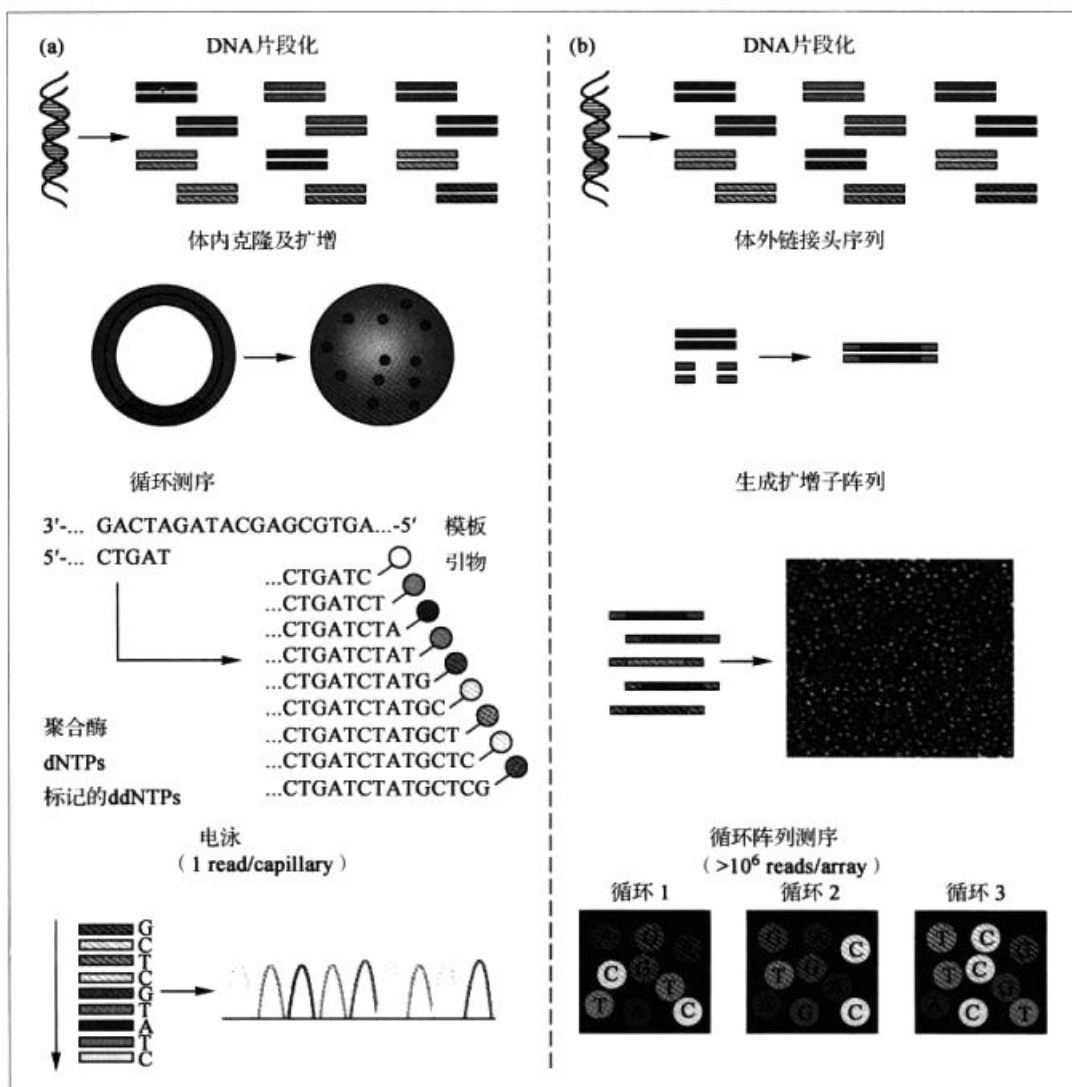 (a)
DNA片段化
体内克隆及扩增
循环测序
3′-... GACTAGATACGAGCGTGA...-5′ 模板
5′-... CTGAT 引物
...CTGATC
...CTGATCT
...CTGATCTA
...CTGATCTAT
...CTGATCTATG
...CTGATCTATGC
...CTGATCTATGCT
...CTGATCTATGCTC
...CTGATCTATGCTCG
聚合酶
dNTPs
标记的ddNTPs
电泳
（1 read/capillary）
G
C
T
C
G
T
A
T
C
(b)
DNA片段化
体外链接头序列
生成扩增子阵列
循环阵列测序
（>10⁶ reads/array）
循环 1
循环 2
循环 3
C G
T T
C
C
T G
G C
T C G
T C
G
C T